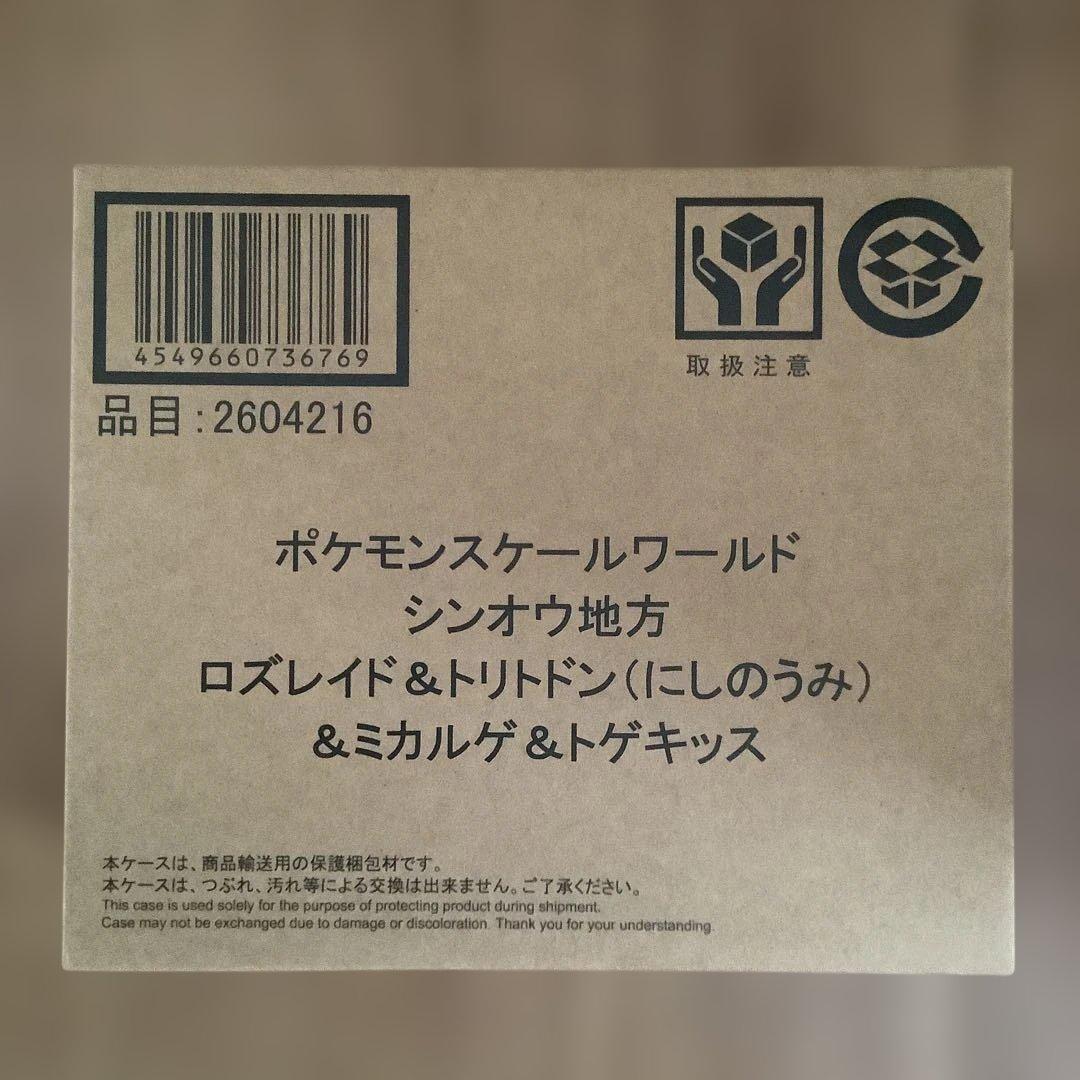 4549660736769
取扱注意
品目:2604216
ポケモンスケールワールド
シンオウ地方
ロズレイド&トリトドン(にしのうみ)
&ミカルゲ&トゲキッス
本ケースは、商品輸送用の保護梱包材です。
本ケースは、つぶれ、汚れ等による交換は出来ません。ご了承ください。
This case is used solely for the purpose of protecting product during shipment.
Case may not be exchanged due to damage or discoloration. Thank you for your understanding.